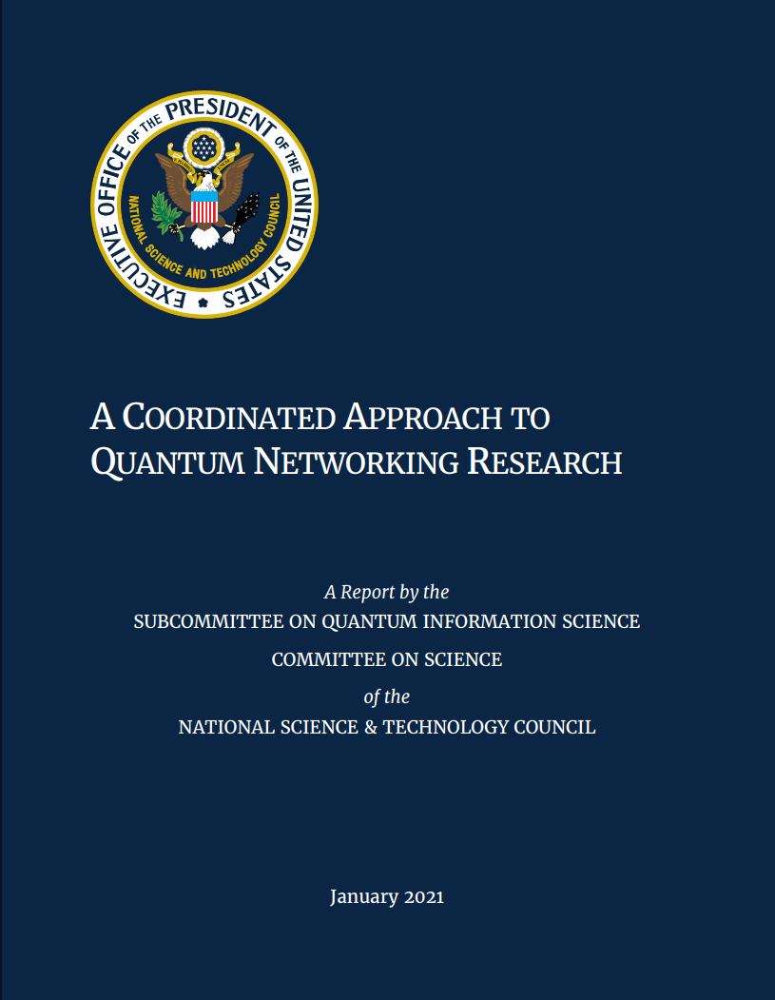 EXECUTIVE OFFICE OF THE PRESIDENT OF THE UNITED STATES
NATIONAL SCIENCE AND TECHNOLOGY COUNCIL
A COORDINATED APPROACH TO
QUANTUM NETWORKING RESEARCH
A Report by the
SUBCOMMITTEE ON QUANTUM INFORMATION SCIENCE
COMMITTEE ON SCIENCE
of the
NATIONAL SCIENCE & TECHNOLOGY COUNCIL
January 2021